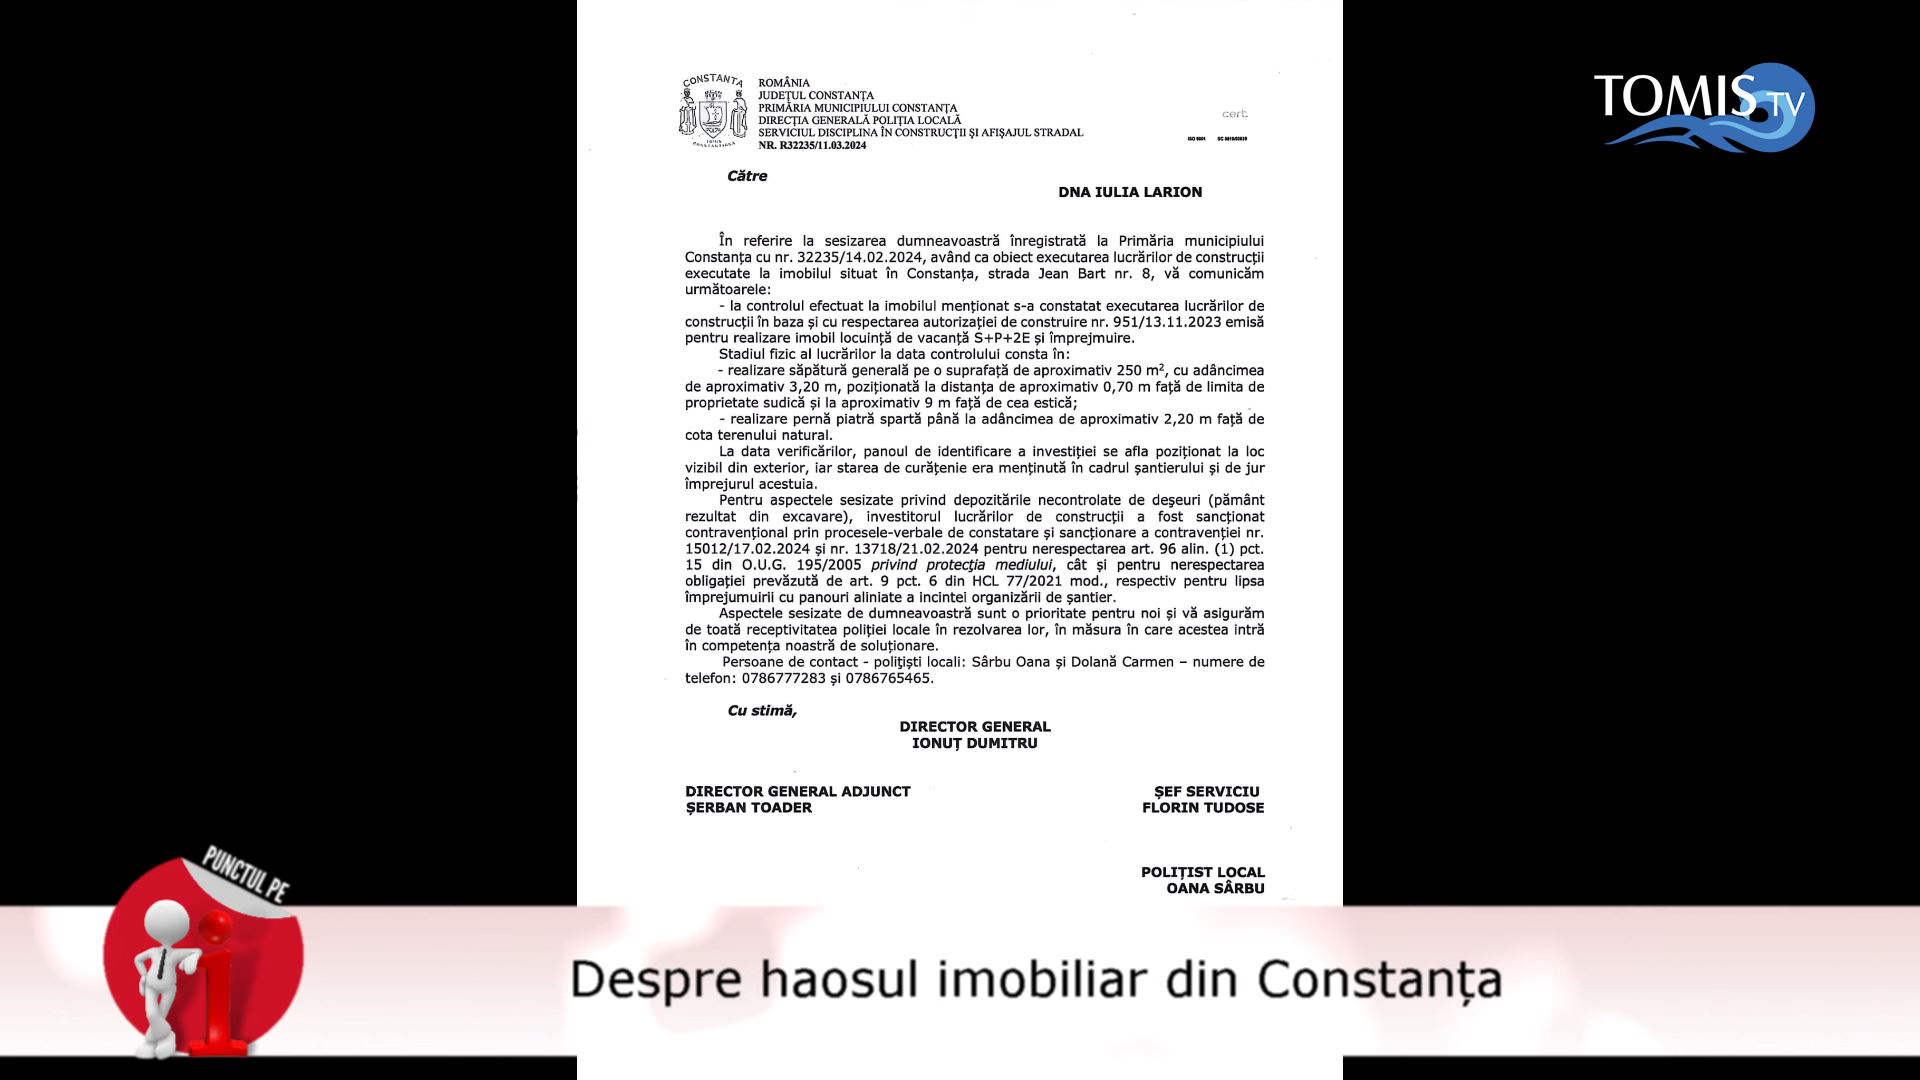 CONSTANTA
ROMÂNIA
JUDEŢUL CONSTANŢA
PRIMĂRIA MUNICIPIULUI CONSTANŢA
DIRECŢIA GENERALĂ POLIŢIA LOCALĂ
SERVICIUL DISCIPLINA ÎN CONSTRUCŢII ŞI AFIŞAJUL STRADAL
NR. R32235/11.03.2024
cert
ISO 9001
TOMIS TV
Către
DNA IULIA LARION
În referire la sesizarea dumneavoastră înregistrată la Primăria municipiului
Constanța cu nr. 32235/14.02.2024, având ca obiect executarea lucrărilor de construcții
executate la imobilul situat în Constanța, strada Jean Bart nr. 8, vă comunicăm
următoarele:
- la controlul efectuat la imobilul menționat s-a constatat executarea lucrărilor de
construcții în baza și cu respectarea autorizației de construire nr. 951/13.11.2023 emisă
pentru realizare imobil locuință de vacanță S+P+2E și împrejmuire.
Stadiul fizic al lucrărilor la data controlului consta în:
- realizare săpătură generală pe o suprafață de aproximativ 250 m², cu adâncimea
de aproximativ 3,20 m, poziționată la distanța de aproximativ 0,70 m față de limita de
proprietate sudică și la aproximativ 9 m față de cea estică;
- realizare pernă piatră spartă până la adâncimea de aproximativ 2,20 m față de
cota terenului natural.
La data verificărilor, panoul de identificare a investiției se afla poziționat la loc
vizibil din exterior, iar starea de curățenie era menținută în cadrul șantierului și de jur
împrejurul acestuia.
Pentru aspectele sesizate privind depozitările necontrolate de deșeuri (pământ
rezultat din excavare), investitorul lucrărilor de construcții a fost sancționat
contravențional prin procesele-verbale de constatare și sancționare a contravenției nr.
15012/17.02.2024 și nr. 13718/21.02.2024 pentru nerespectarea art. 96 alin. (1) pct.
15 din O.U.G. 195/2005 privind protecţia mediului, cât și pentru nerespectarea
obligației prevăzută de art. 9 pct. 6 din HCL 77/2021 mod., respectiv pentru lipsa
împrejumuirii cu panouri aliniate a incintei organizării de șantier.
Aspectele sesizate de dumneavoastră sunt o prioritate pentru noi și vă asigurăm
de toată receptivitatea poliției locale în rezolvarea lor, în măsura în care acestea intră
în competența noastră de soluționare.
Persoane de contact - poliţiști locali: Sârbu Oana și Dolană Carmen – numere de
telefon: 0786777283 și 0786765465.
Cu stimă,
DIRECTOR GENERAL
IONUȚ DUMITRU
DIRECTOR GENERAL ADJUNCT
ȘERBAN TOADER
ȘEF SERVICIU
FLORIN TUDOSE
POLIȚIST LOCAL
OANA SÂRBU
PUNCTUL PE
i
Despre haosul imobiliar din Constanța